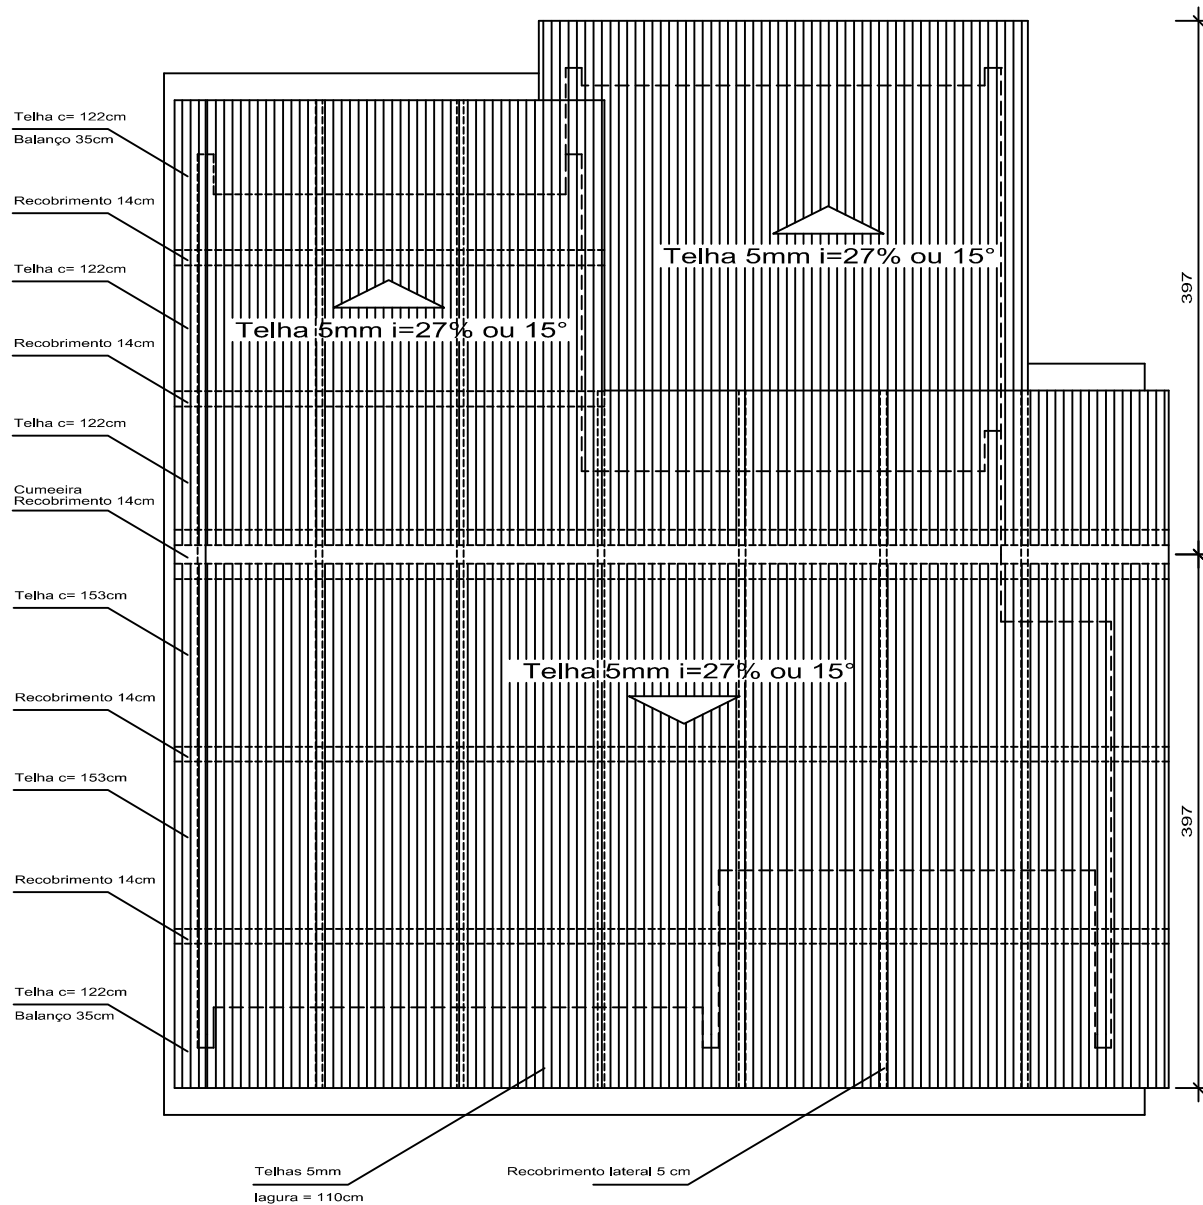 Telha c= 122cm
Balanço 35cm
Recobrimento 14cm
Telha c= 122cm
Recobrimento 14cm
Telha c= 122cm
Cumeeira
Recobrimento 14cm
Telha c= 153cm
Recobrimento 14cm
Telha c= 153cm
Recobrimento 14cm
Telha c= 122cm
Balanço 35cm
Telha 5mm i=27% ou 15°
Telha 5mm i=27% ou 15°
Telha 5mm i=27% ou 15°
397
397
Telhas 5mm
lagura = 110cm
Recobrimento lateral 5 cm